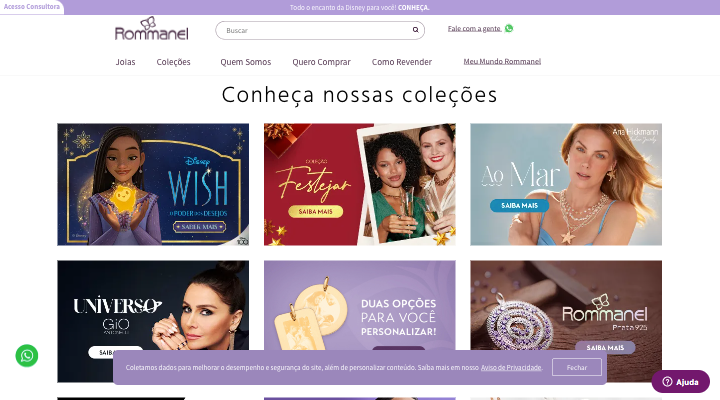 Acesso Consultora
Todo o encanto da Disney para você! CONHEÇA.
Rommanel
Buscar
Fale com a gente
Joias
Coleções
Quem Somos
Quero Comprar
Como Revender
Meu Mundo Rommanel
Conheça nossas coleções
Disney
WISH
O PODER DOS DESEJOS
SAIBA MAIS
COLEÇÃO
Festejar
SAIBA MAIS
Ana Hickmann
Ao Mar
SAIBA MAIS
UNIVERSO
GIO
ANTONELLI
SAIB
DUAS OPÇÕES
PARA VOCÊ
PERSONALIZAR!
Rommanel
Prata 925
SAIBA MAIS
Coletamos dados para melhorar o desempenho e segurança do site, além de personalizar conteúdo. Saiba mais em nosso Aviso de Privacidade.
Fechar
Ajuda